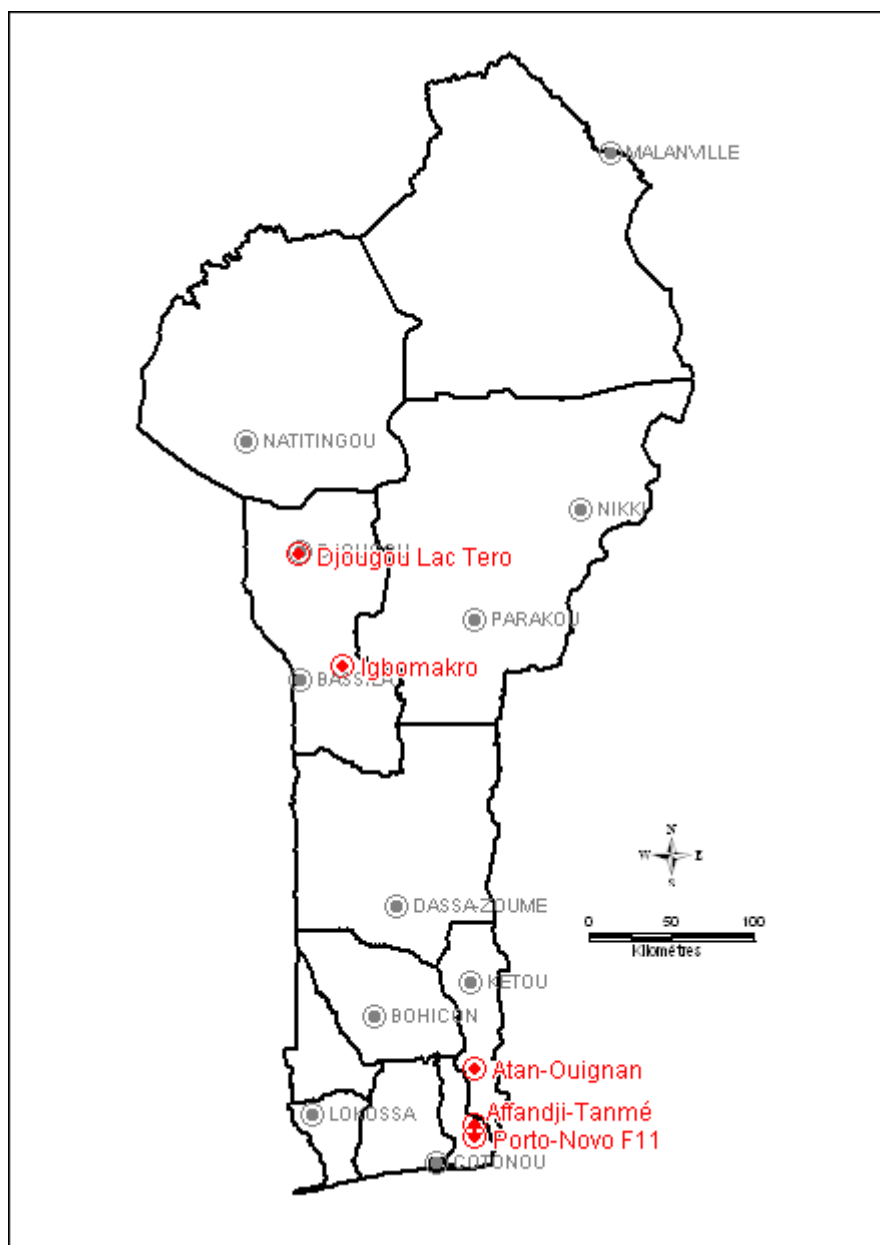 MALANVILLE
NATITINGOU
NIKKI
Djougou Lac Tero
PARAKOU
Igbomakro
N
W E
S
DASSA-ZOUME
0 50 100
Kilométres
KETOU
BOHICON
Atan-Ouignan
Affandji-Tanmé
LOKOSSA
Porto-Novo F11
COTONOU